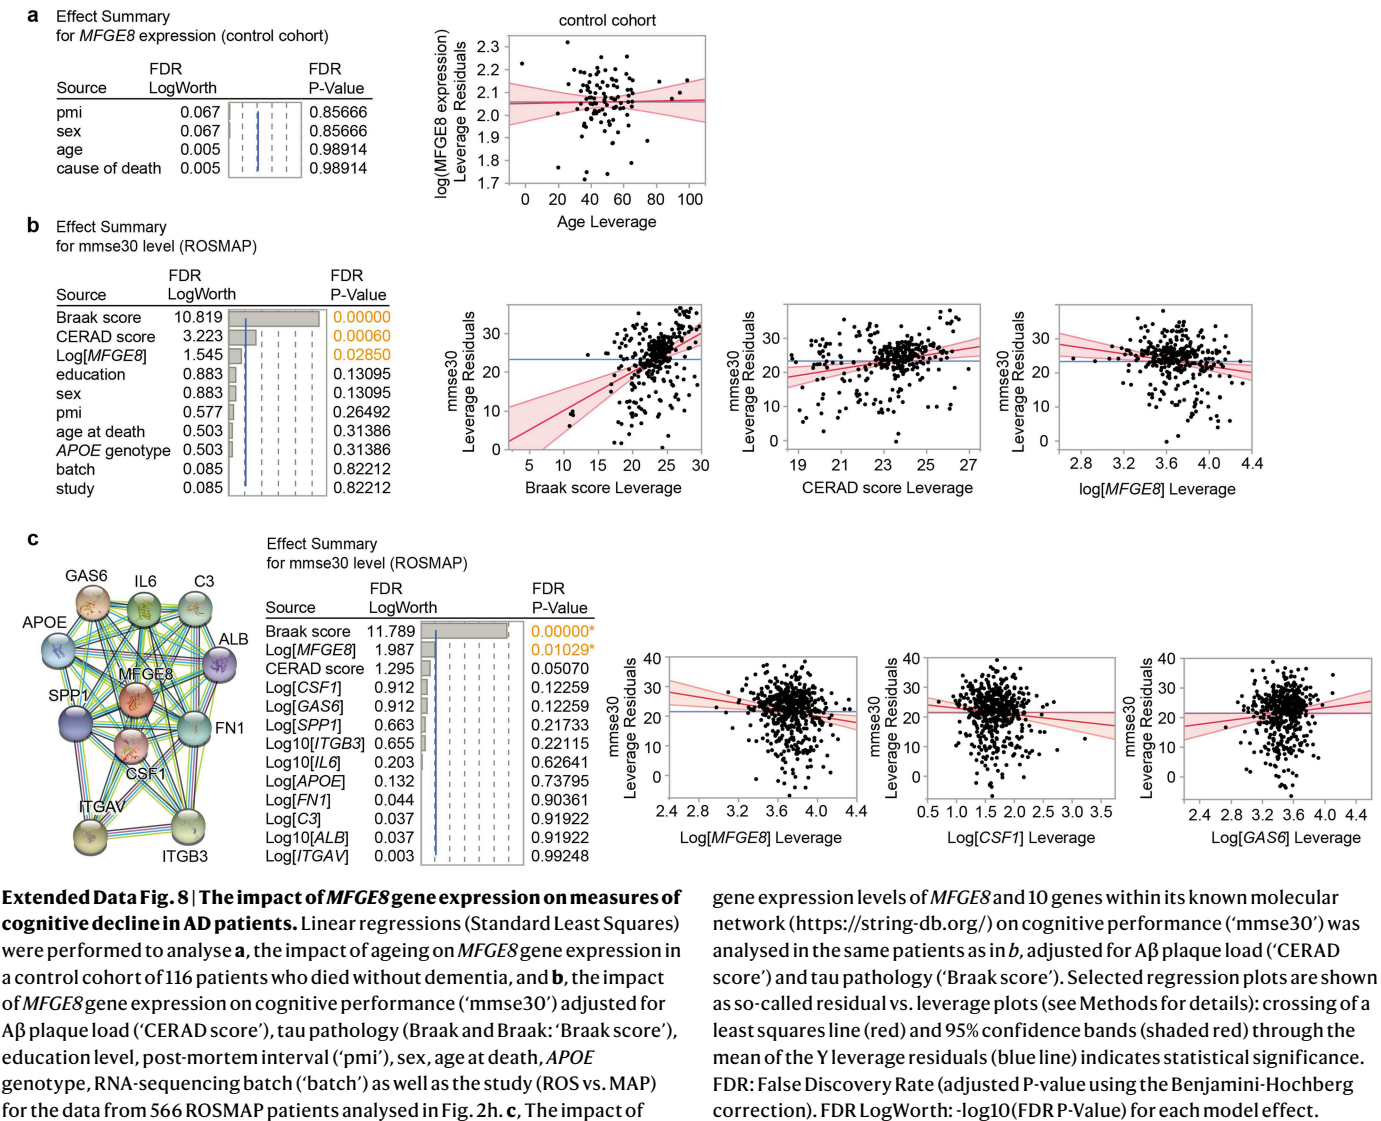 a Effect Summary
for MFGE8 expression (control cohort)
FDR FDR
Source LogWorth P-Value
pmi 0.067 0.85666
sex 0.067 0.85666
age 0.005 0.98914
cause of death 0.005 0.98914
control cohort
log(MFGE8 expression)
Leverage Residuals
2.3
2.2
2.1
2.0
1.9
1.8
1.7
0 20 40 60 80 100
Age Leverage
b Effect Summary
for mmse30 level (ROSMAP)
FDR FDR
Source LogWorth P-Value
Braak score 10.819 0.00000
CERAD score 3.223 0.00060
Log[MFGE8] 1.545 0.02850
education 0.883 0.13095
sex 0.883 0.13095
pmi 0.577 0.26492
age at death 0.503 0.31386
APOE genotype 0.503 0.31386
batch 0.085 0.82212
study 0.085 0.82212
mmse30
Leverage Residuals
30
20
10
0
5 10 15 20 25 30
Braak score Leverage
mmse30
Leverage Residuals
30
20
10
0
19 21 23 25 27
CERAD score Leverage
mmse30
Leverage Residuals
30
20
10
0
2.8 3.2 3.6 4.0 4.4
log[MFGE8] Leverage
c
GAS6 IL6 C3
APOE
ALB
MFGE8
SPP1
FN1
CSF1
ITGAV
ITGB3
Effect Summary
for mmse30 level (ROSMAP)
FDR FDR
Source LogWorth P-Value
Braak score 11.789 0.00000*
Log[MFGE8] 1.987 0.01029*
CERAD score 1.295 0.05070
Log[CSF1] 0.912 0.12259
Log[GAS6] 0.912 0.12259
Log[SPP1] 0.663 0.21733
Log10[ITGB3] 0.655 0.22115
Log10[IL6] 0.203 0.62641
Log[APOE] 0.132 0.73795
Log[FN1] 0.044 0.90361
Log[C3] 0.037 0.91922
Log10[ALB] 0.037 0.91922
Log[ITGAV] 0.003 0.99248
mmse30
Leverage Residuals
40
30
20
10
0
2.4 2.8 3.2 3.6 4.0 4.4
Log[MFGE8] Leverage
mmse30
Leverage Residuals
40
30
20
10
0
0.5 1.0 1.5 2.0 2.5 3.0 3.5
Log[CSF1] Leverage
mmse30
Leverage Residuals
40
30
20
10
0
2.4 2.8 3.2 3.6 4.0 4.4
Log[GAS6] Leverage
Extended Data Fig. 8 | The impact of MFGE8 gene expression on measures of
cognitive decline in AD patients. Linear regressions (Standard Least Squares)
were performed to analyse a, the impact of ageing on MFGE8 gene expression in
a control cohort of 116 patients who died without dementia, and b, the impact
of MFGE8 gene expression on cognitive performance (‘mmse30’) adjusted for
Aβ plaque load (‘CERAD score’), tau pathology (Braak and Braak: ‘Braak score’),
education level, post-mortem interval (‘pmi’), sex, age at death, APOE
genotype, RNA-sequencing batch (‘batch’) as well as the study (ROS vs. MAP)
for the data from 566 ROSMAP patients analysed in Fig. 2h. c, The impact of
gene expression levels of MFGE8 and 10 genes within its known molecular
network (https://string-db.org/) on cognitive performance (‘mmse30’) was
analysed in the same patients as in b, adjusted for Aβ plaque load (‘CERAD
score’) and tau pathology (‘Braak score’). Selected regression plots are shown
as so-called residual vs. leverage plots (see Methods for details): crossing of a
least squares line (red) and 95% confidence bands (shaded red) through the
mean of the Y leverage residuals (blue line) indicates statistical significance.
FDR: False Discovery Rate (adjusted P-value using the Benjamini-Hochberg
correction). FDR LogWorth: -log10(FDR P-Value) for each model effect.